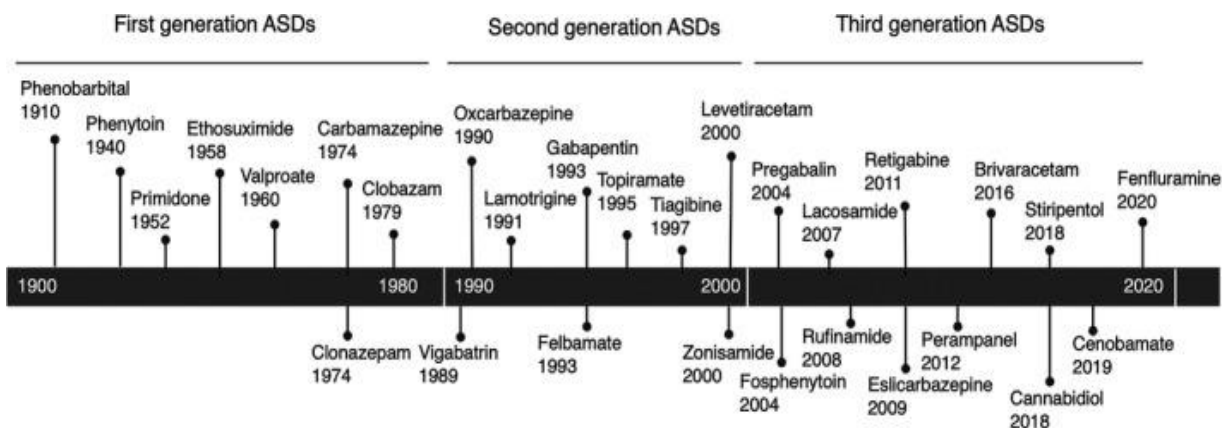 First generation ASDs
Second generation ASDs
Third generation ASDs
Phenobarbital
1910
Phenytoin
1940
Primidone
1952
Ethosuximide
1958
Valproate
1960
Carbamazepine
1974
Clobazam
1979
Oxcarbazepine
1990
Lamotrigine
1991
Gabapentin
1993
Topiramate
1995
Tiagibine
1997
Levetiracetam
2000
Pregabalin
2004
Lacosamide
2007
Retigabine
2011
Brivaracetam
2016
Stiripentol
2018
Fenfluramine
2020
1900
1980
1990
2000
2020
Clonazepam
1974
Vigabatrin
1989
Felbamate
1993
Zonisamide
2000
Fosphenytoin
2004
Rufinamide
2008
Eslicarbazepine
2009
Perampanel
2012
Cannabidiol
2018
Cenobamate
2019